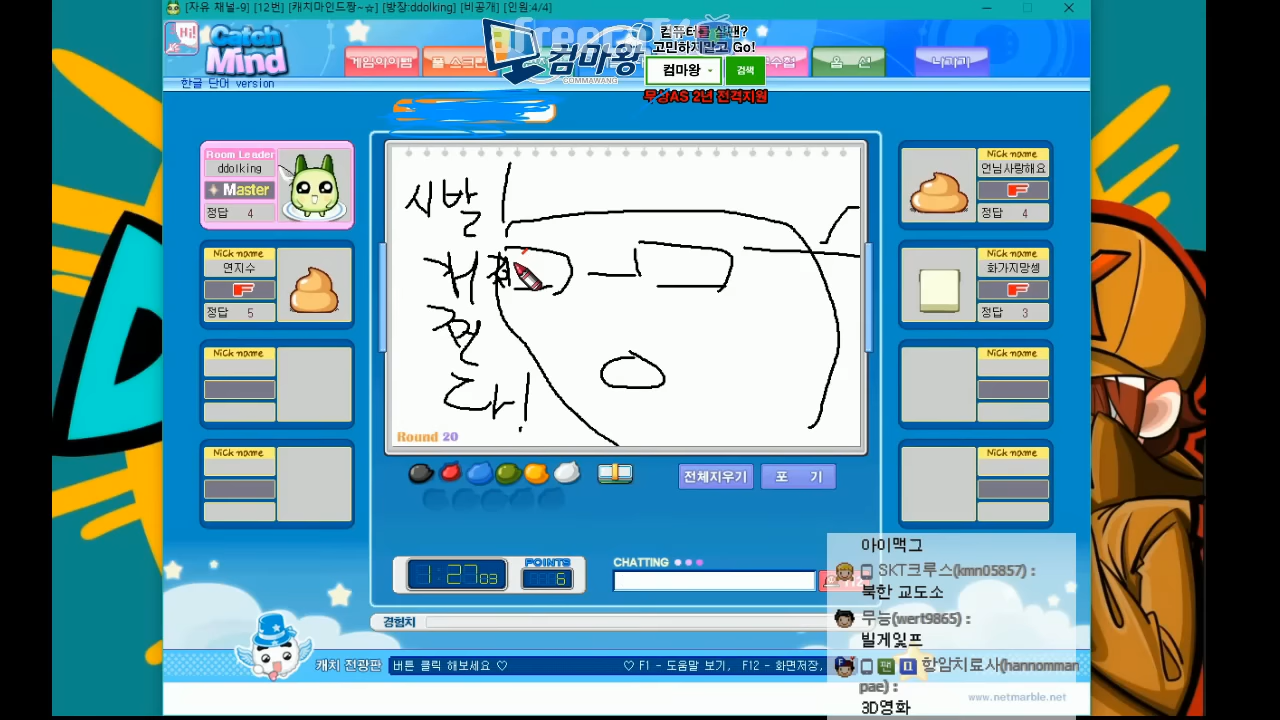 [자유 채널-9] [12번] [캐치마인드짱~☆] [방장:ddolking] [비공개] [인원:4/4]
Hi!
Catch Mind
한글 단어 version
게임아이템
afreecaTV
컴마왕
COMMAWANG
컴퓨터를 살땐?
고민하지말고 Go!
컴마왕
검색
무상AS 2년 전격지원
옵 션
나가기
Room Leader
ddolking
Master
정답 4
Nick name
연지수
정답 5
Nick name
Nick name
Nick name
언님사랑해요
정답 4
Nick name
화가지망생
정답 3
Nick name
Nick name
시발
다!
Round 20
전체지우기
포 기
1:27 03
POINTS
6
CHATTING
경험치
캐치 전광판
버튼 클릭 해보세요 ♡
♡ F1 - 도움말 보기, F12 - 화면저장,
www.netmarble.net
아이맥그
SKT크루스(kmn05857) :
북한 교도소
무능(wert9865) :
빌게잋프
팬 할암치료사(hannomman
pae) :
3D영화